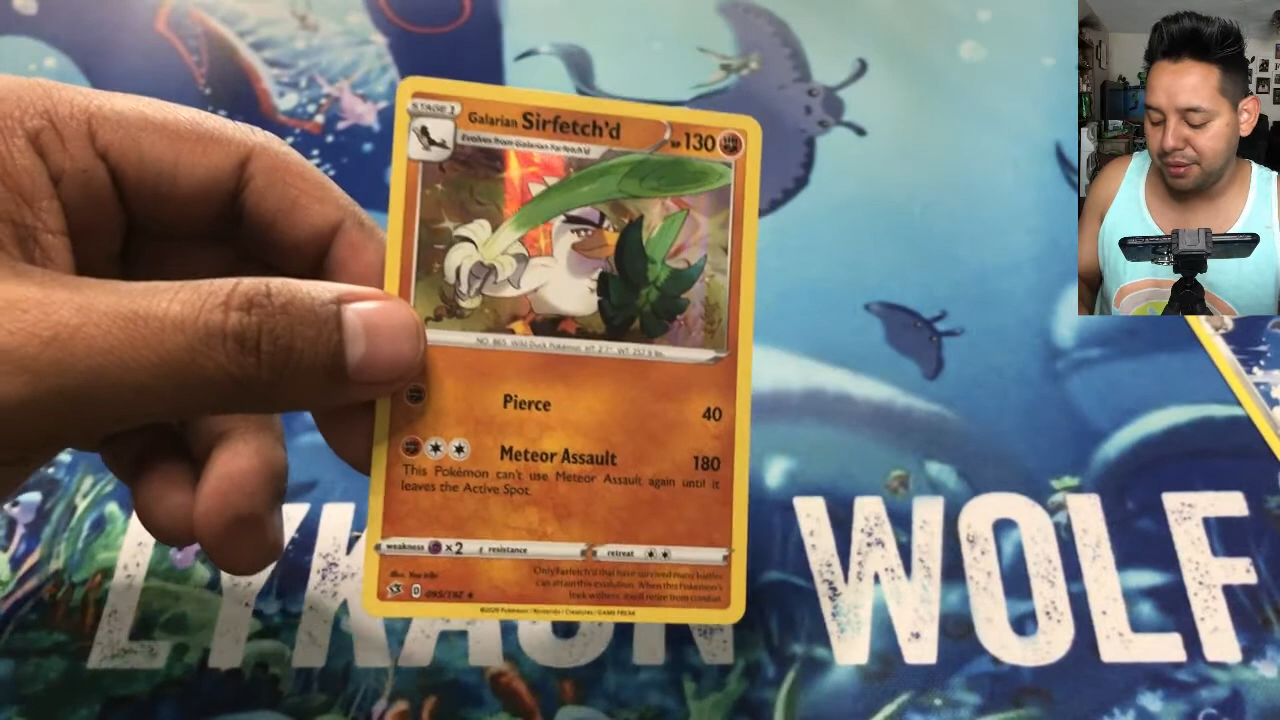 STAGE 1
Galarian Sirfetch'd
HP 130
Evolves from Galarian Farfetch'd
NO. 865 Wild Duck Pokémon HT: 2'7" WT: 257.9 lbs.
Pierce 40
Meteor Assault 180
This Pokémon can't use Meteor Assault again until it
leaves the Active Spot.
weakness ×2 resistance retreat
Illus.
Only Farfetch'd that have survived many battles
can attain this evolution. When this Pokémon's
leek withers, it will retire from combat.
D 095/192
©2020 Pokémon / Nintendo / Creatures / GAME FREAK
LYKAON WOLF